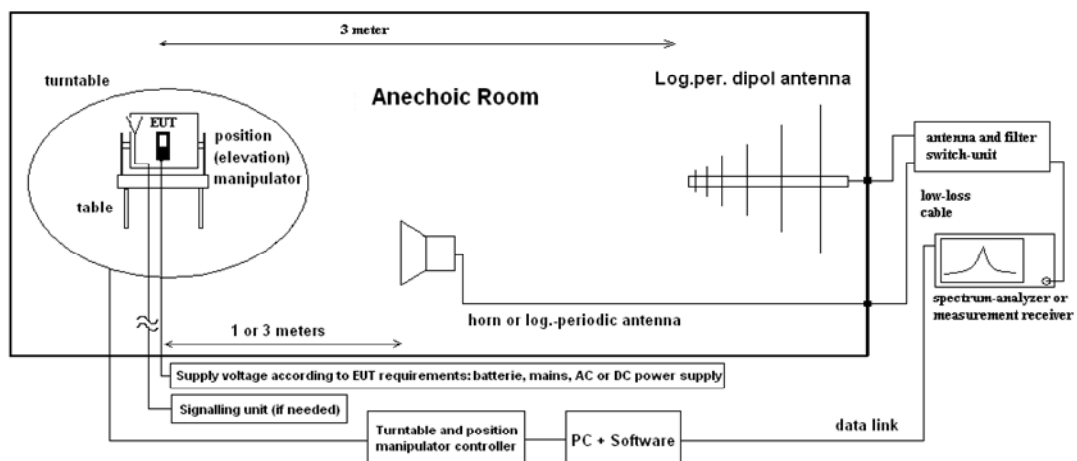 3 meter
turntable
Anechoic Room
Log.per. dipol antenna
EUT
position
(elevation)
manipulator
table
antenna and filter
switch-unit
low-loss
cable
spectrum-analyzer or
measurement receiver
horn or log.-periodic antenna
1 or 3 meters
Supply voltage according to EUT requirements: batterie, mains, AC or DC power supply
Signalling unit (if needed)
Turntable and position
manipulator controller
PC + Software
data link